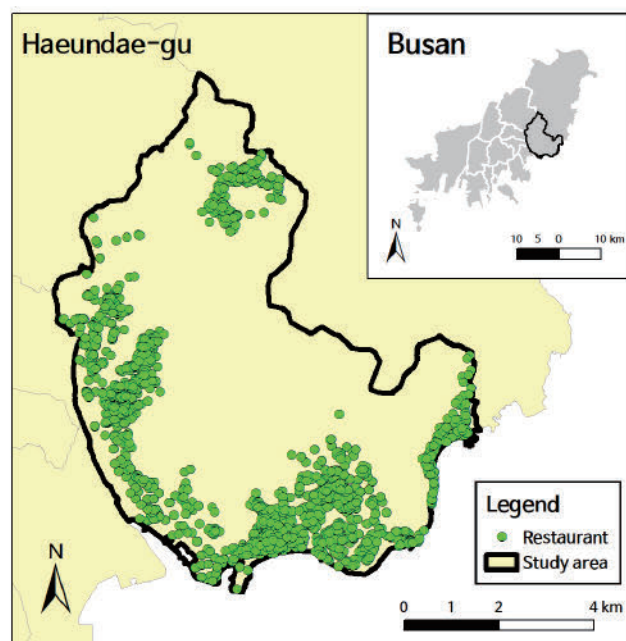 Haeundae-gu
Busan
N
10 5 0 10 km
Legend
Restaurant
Study area
N
0 1 2 4 km